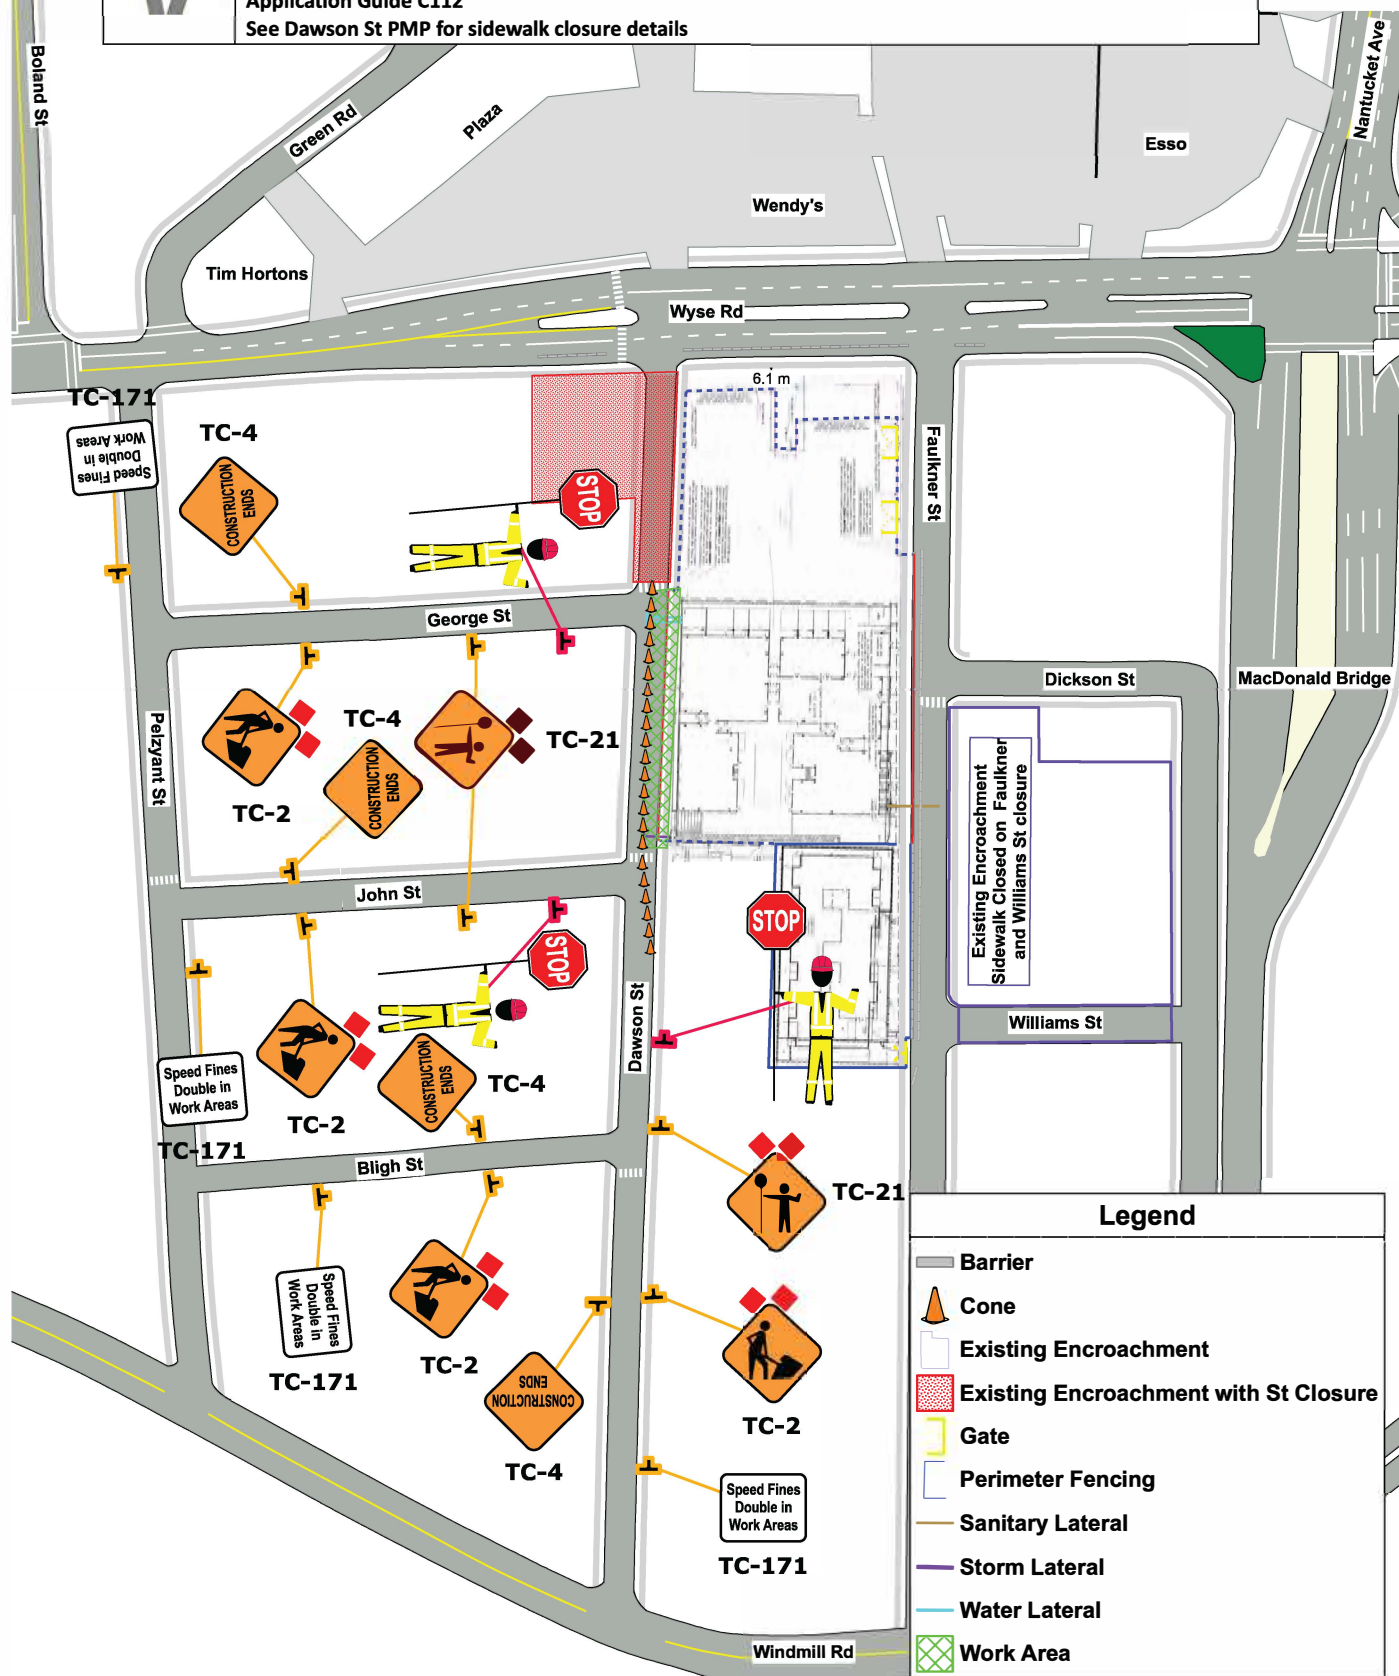 Application Guide C112
See Dawson St PMP for sidewalk closure details
Boland St
Green Rd
Plaza
Nantucket Ave
Esso
Wendy's
Tim Hortons
Wyse Rd
6.1 m
TC-171
Speed Fines
Double in
Work Areas
TC-4
CONSTRUCTION
ENDS
STOP
Faulkner St
George St
Dickson St
MacDonald Bridge
Pelzyant St
TC-2
TC-4
CONSTRUCTION
ENDS
TC-21
Existing Encroachment
Sidewalk Closed on Faulkner
and Williams St closure
John St
STOP
STOP
Dawson St
Williams St
Speed Fines
Double in
Work Areas
TC-171
TC-2
CONSTRUCTION
ENDS
TC-4
Bligh St
TC-21
Speed Fines
Double in
Work Areas
TC-171
TC-2
CONSTRUCTION
ENDS
TC-4
TC-2
Speed Fines
Double in
Work Areas
TC-171
Windmill Rd
Legend
Barrier
Cone
Existing Encroachment
Existing Encroachment with St Closure
Gate
Perimeter Fencing
Sanitary Lateral
Storm Lateral
Water Lateral
Work Area